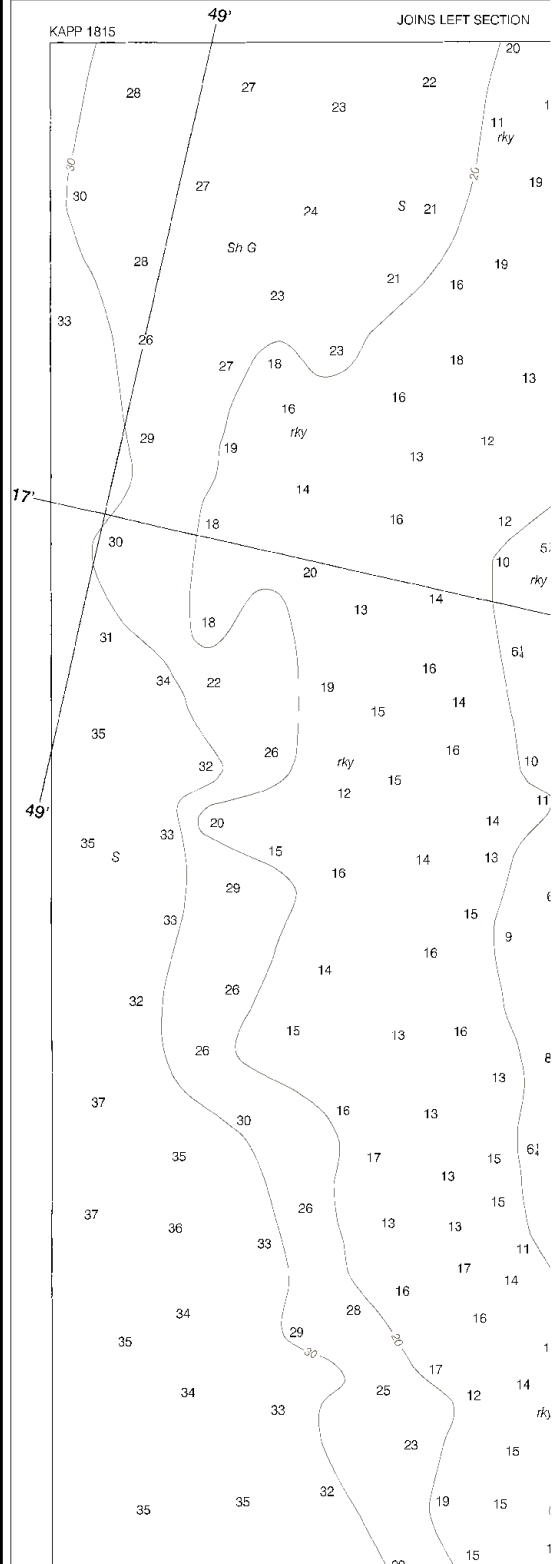 49'
JOINS LEFT SECTION
KAPP 1815
20
28 27 23 22
11
rky
30
20
19
30 27 24 S 21
Sh G
28 23 21 16 19
33
26 27 18 23 18 13
16 16
29 19 rky 13 12
14
17'
18 16 12
30 20 10
rky
13 14
18
31 6¼
34 22 19 16
15 14
35 26 16
32 rky 15 10
12 11
49'
33 20 14
35 S 15 14 13
29 16
33 15
16 9
26 14
32 15 13 16
26
13 8
37 30 16 13
35 17 15 6¼
13
26 15
37 36 13 13
33 11
17 14
16
34 28 16
29 20
35 30
17
34 25 12 14
33 rky
23 15
32
35 35 19 15
15